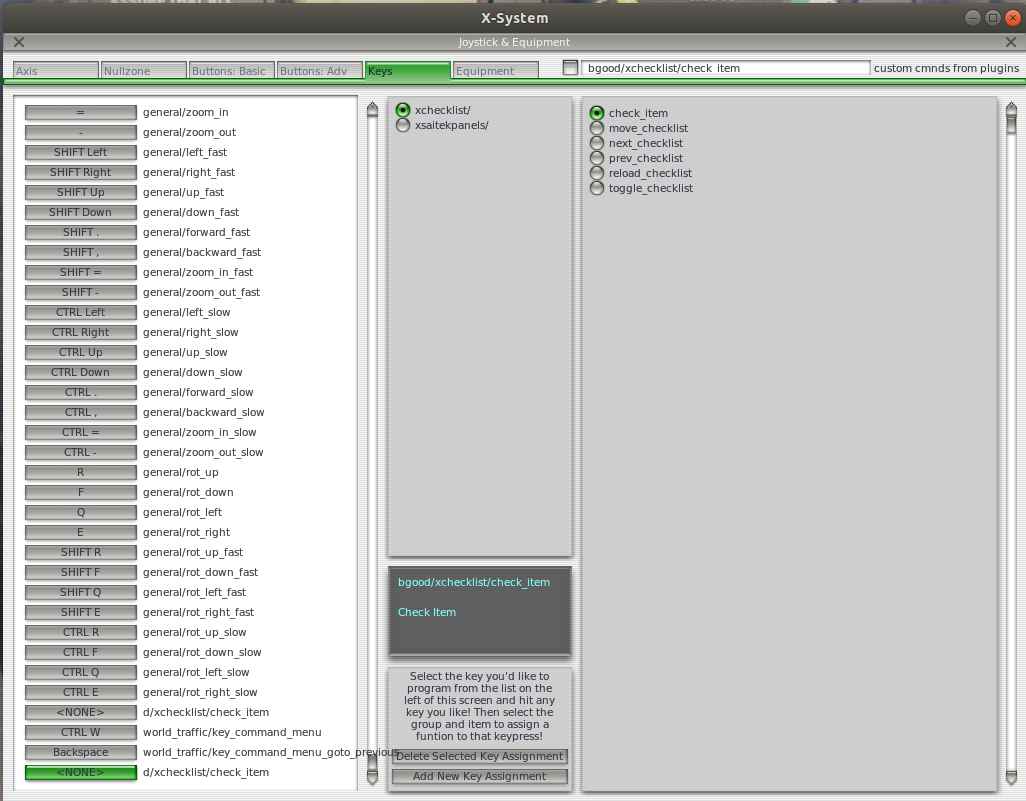 X-System
Joystick & Equipment
Axis
Nullzone
Buttons: Basic
Buttons: Adv
Keys
Equipment
bgood/xchecklist/check_item
custom cmnds from plugins
= general/zoom_in
- general/zoom_out
SHIFT Left general/left_fast
SHIFT Right general/right_fast
SHIFT Up general/up_fast
SHIFT Down general/down_fast
SHIFT . general/forward_fast
SHIFT , general/backward_fast
SHIFT = general/zoom_in_fast
SHIFT - general/zoom_out_fast
CTRL Left general/left_slow
CTRL Right general/right_slow
CTRL Up general/up_slow
CTRL Down general/down_slow
CTRL . general/forward_slow
CTRL , general/backward_slow
CTRL = general/zoom_in_slow
CTRL - general/zoom_out_slow
R general/rot_up
F general/rot_down
Q general/rot_left
E general/rot_right
SHIFT R general/rot_up_fast
SHIFT F general/rot_down_fast
SHIFT Q general/rot_left_fast
SHIFT E general/rot_right_fast
CTRL R general/rot_up_slow
CTRL F general/rot_down_slow
CTRL Q general/rot_left_slow
CTRL E general/rot_right_slow
<NONE> d/xchecklist/check_item
CTRL W world_traffic/key_command_menu
Backspace world_traffic/key_command_menu_goto_previous
<NONE> d/xchecklist/check_item
xchecklist/
xsaitekpanels/
bgood/xchecklist/check_item
Check Item
Select the key you'd like to
program from the list on the
left of this screen and hit any
key you like! Then select the
group and item to assign a
funtion to that keypress!
Delete Selected Key Assignment
Add New Key Assignment
check_item
move_checklist
next_checklist
prev_checklist
reload_checklist
toggle_checklist